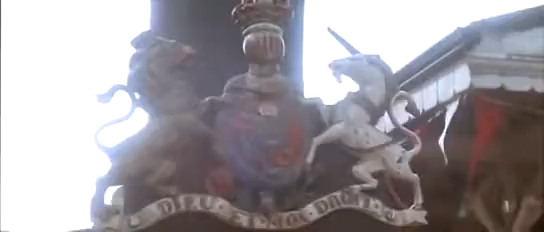 DIEU · ET · MON · DROIT